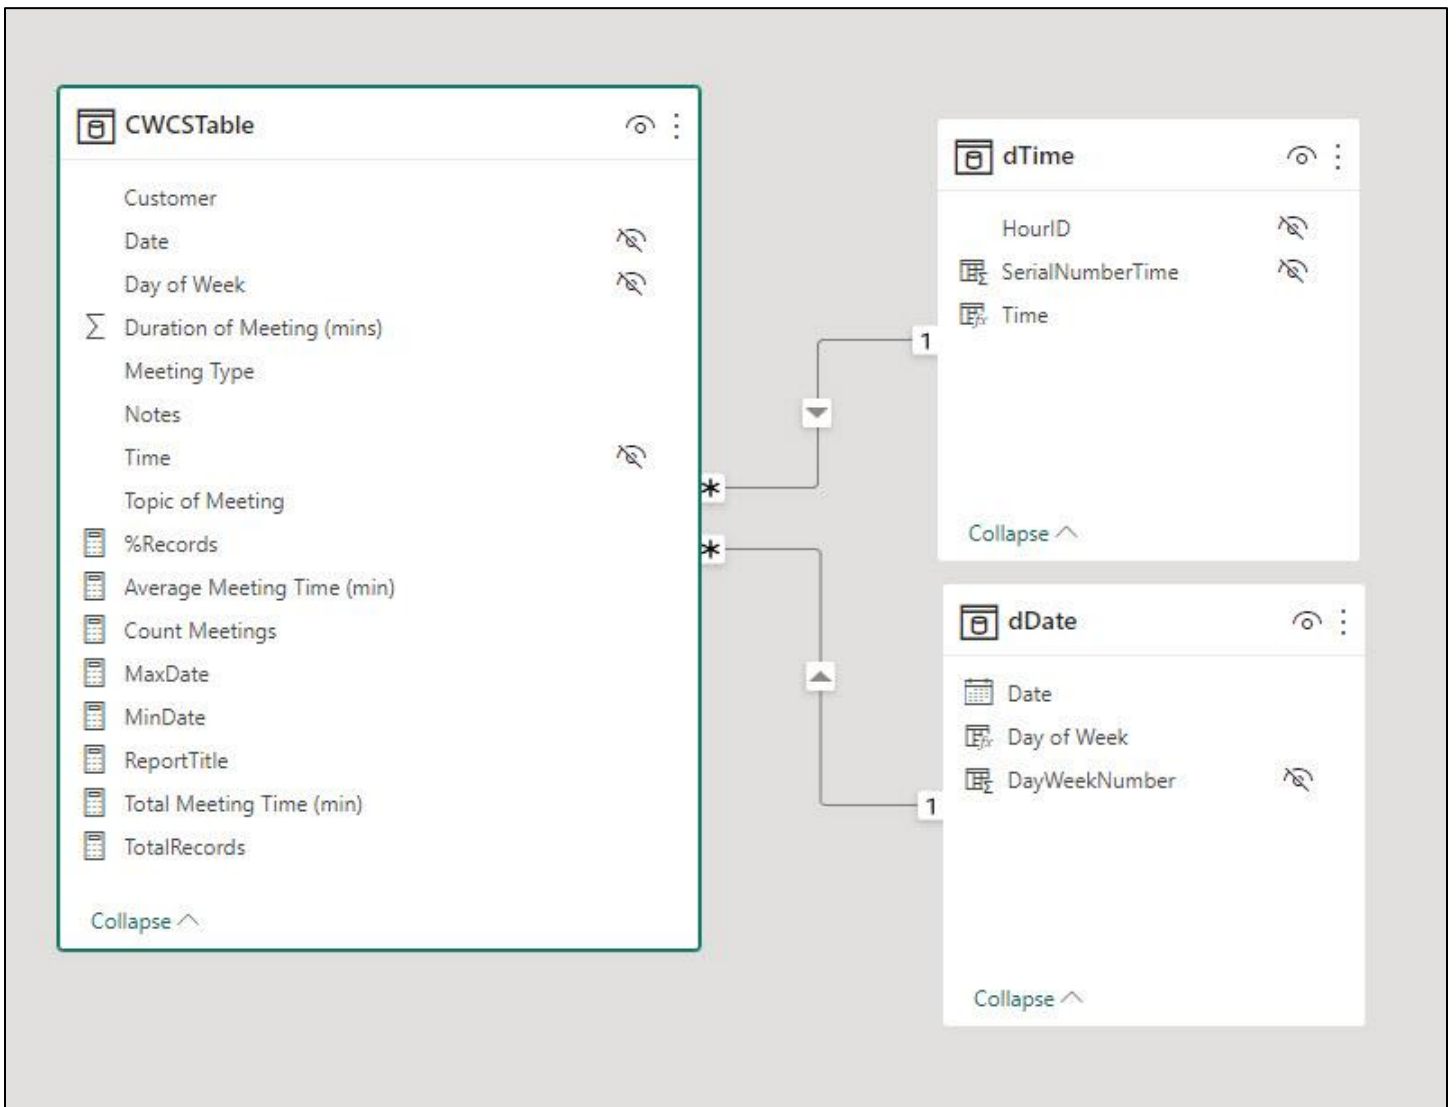 CWCSTable
Customer
Date
Day of Week
Duration of Meeting (mins)
Meeting Type
Notes
Time
Topic of Meeting
%Records
Average Meeting Time (min)
Count Meetings
MaxDate
MinDate
ReportTitle
Total Meeting Time (min)
TotalRecords
Collapse
*
*
1
1
dTime
HourID
SerialNumberTime
Time
Collapse
dDate
Date
Day of Week
DayWeekNumber
Collapse